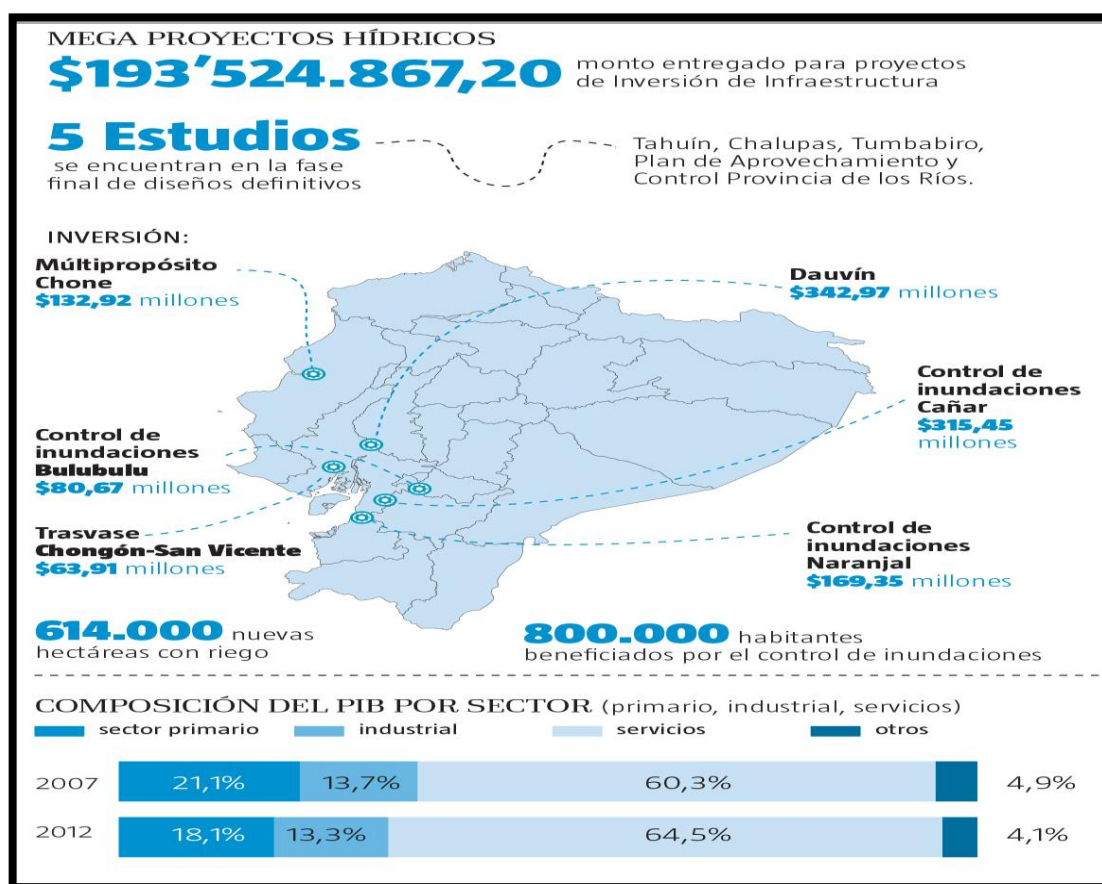 MEGA PROYECTOS HÍDRICOS
$193’524.867,20
monto entregado para proyectos
de Inversión de Infraestructura
5 Estudios
se encuentran en la fase
final de diseños definitivos
Tahuín, Chalupas, Tumbabiro,
Plan de Aprovechamiento y
Control Provincia de los Ríos.
INVERSIÓN:
Múltipropósito
Chone
$132,92 millones
Dauvín
$342,97 millones
Control de
inundaciones
Cañar
$315,45
millones
Control de
inundaciones
Bulubulu
$80,67 millones
Trasvase
Chongón-San Vicente
$63,91 millones
Control de
inundaciones
Naranjal
$169,35 millones
614.000 nuevas
hectáreas con riego
800.000 habitantes
beneficiados por el control de inundaciones
COMPOSICIÓN DEL PIB POR SECTOR (primario, industrial, servicios)
sector primario industrial servicios otros
2007 21,1% 13,7% 60,3% 4,9%
2012 18,1% 13,3% 64,5% 4,1%